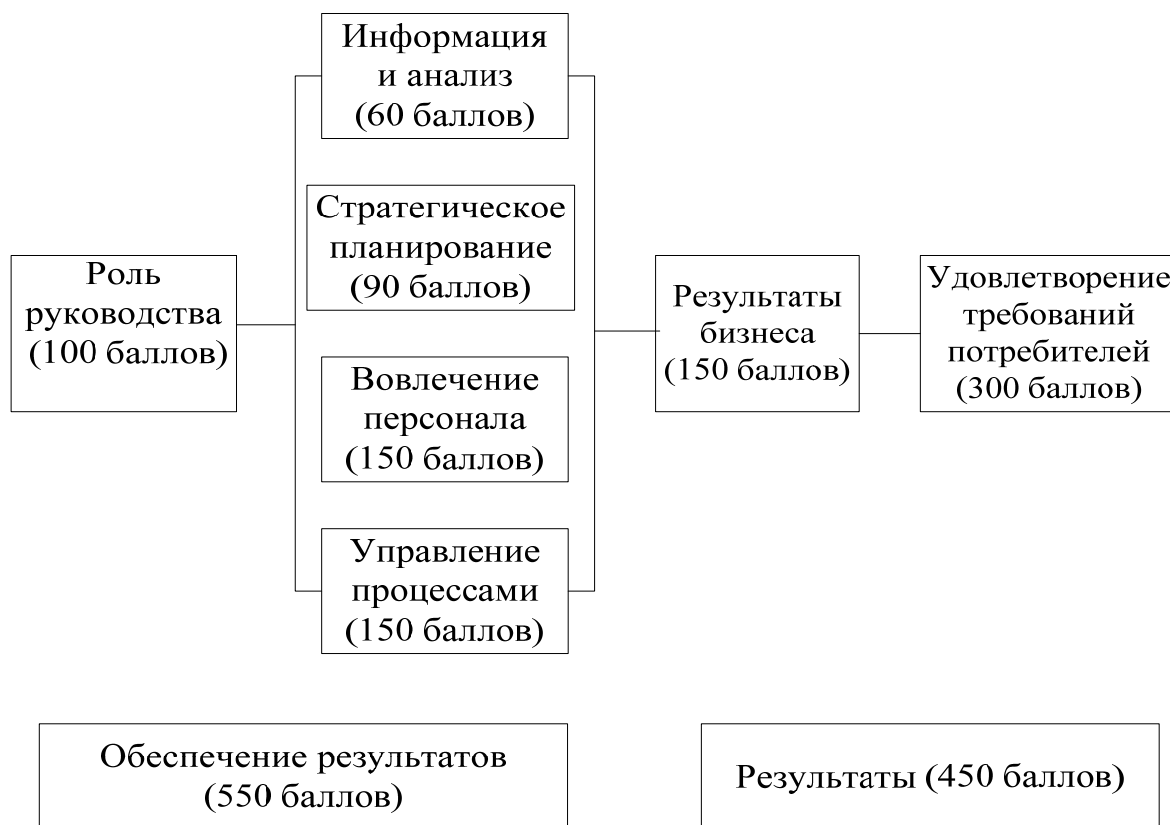 Информация
и анализ
(60 баллов)
Стратегическое
планирование
(90 баллов)
Роль
руководства
(100 баллов)
Результаты
бизнеса
(150 баллов)
Удовлетворение
требований
потребителей
(300 баллов)
Вовлечение
персонала
(150 баллов)
Управление
процессами
(150 баллов)
Обеспечение результатов
(550 баллов)
Результаты (450 баллов)